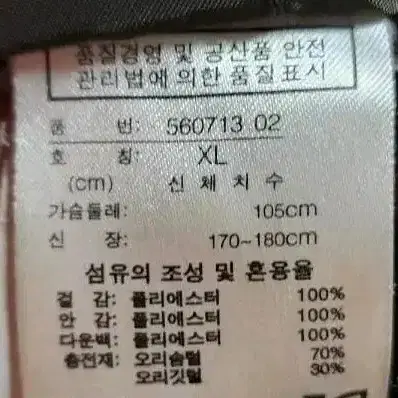 품질경영 및 공산품 안전
관리법에 의한 품질표시
품 번: 560713 02
호 칭: XL
(cm) 신 체 치 수
가슴둘레: 105cm
신 장: 170~180cm
섬유의 조성 및 혼용율
겉 감: 폴리에스터 100%
안 감: 폴리에스터 100%
다운백: 폴리에스터 100%
충전재: 오리솜털 70%
오리깃털 30%